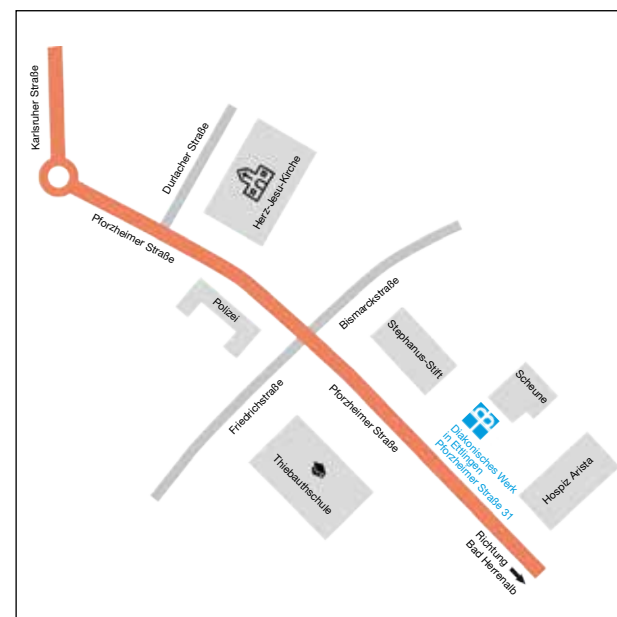 Karlsruher Straße
Durlacher Straße
Herz-Jesu-Kirche
Pforzheimer Straße
Polizei
Bismarckstraße
Friedrichstraße
Stephanus-Stift
Pforzheimer Straße
Scheune
Thiebauthschule
Diakonisches Werk
in Ettlingen
Pforzheimer Straße 31
Hospiz Arista
Richtung
Bad Herrenalb